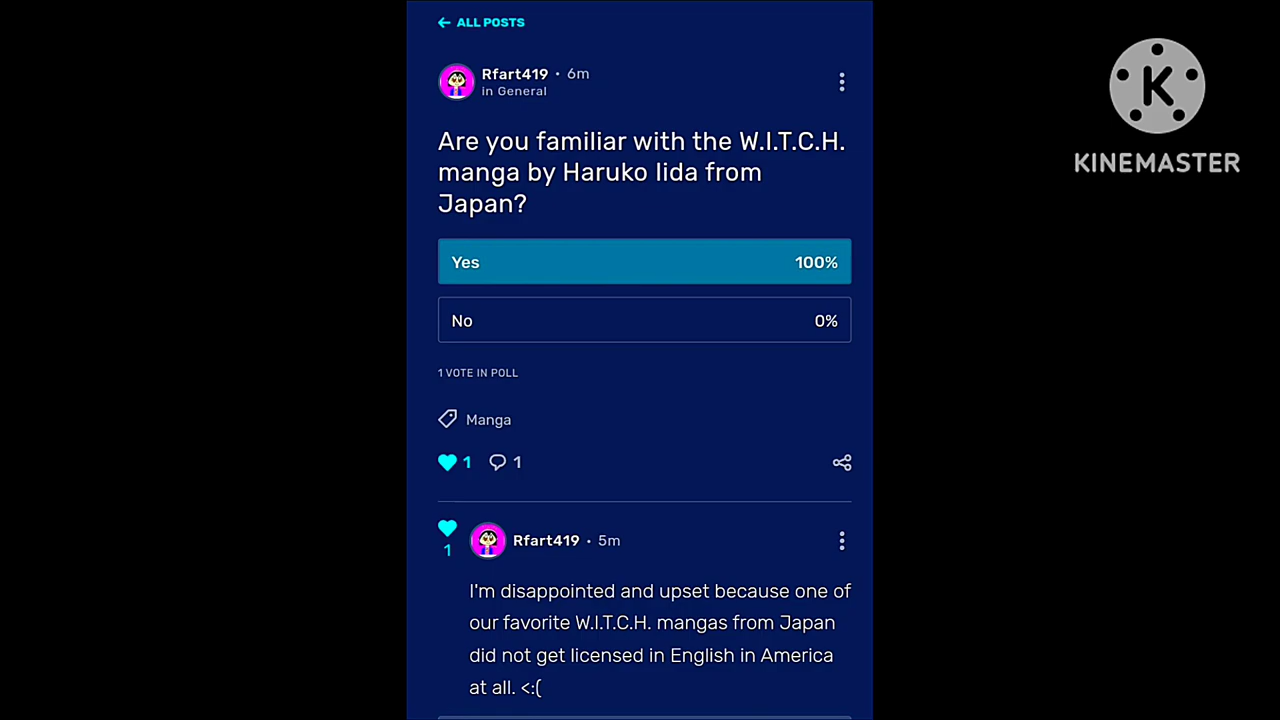 ALL POSTS
Rfart419 • 6m
in General
Are you familiar with the W.I.T.C.H.
manga by Haruko Iida from
Japan?
Yes 100%
No 0%
1 VOTE IN POLL
Manga
1 1
1
Rfart419 • 5m
I'm disappointed and upset because one of
our favorite W.I.T.C.H. mangas from Japan
did not get licensed in English in America
at all. <:(
K
KINEMASTER